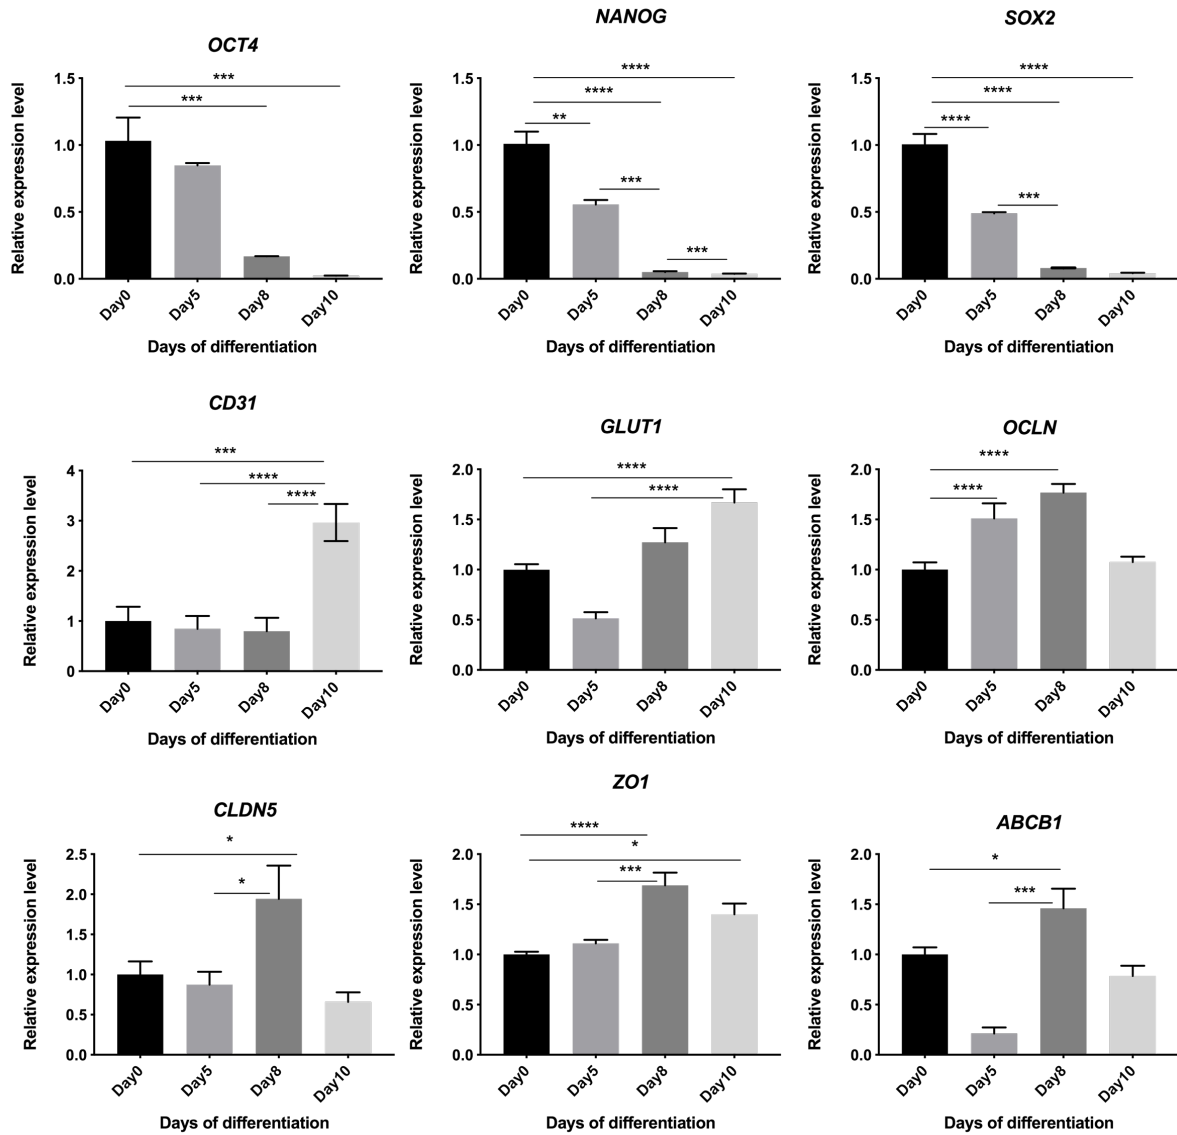 OCT4
***
***
Relative expression level
1.5
1.0
0.5
0.0
Day0 Day5 Day8 Day10
Days of differentiation
NANOG
****
****
**
***
***
Relative expression level
1.5
1.0
0.5
0.0
Day0 Day5 Day8 Day10
Days of differentiation
SOX2
****
****
****
***
Relative expression level
1.5
1.0
0.5
0.0
Day0 Day5 Day8 Day10
Days of differentiation
CD31
***
****
****
Relative expression level
4
3
2
1
0
Day0 Day5 Day8 Day10
Days of differentiation
GLUT1
****
****
Relative expression level
2.0
1.5
1.0
0.5
0.0
Day0 Day5 Day8 Day10
Days of differentiation
OCLN
****
****
Relative expression level
2.0
1.5
1.0
0.5
0.0
Day0 Day5 Day8 Day10
Days of differentiation
CLDN5
*
*
Relative expression level
2.5
2.0
1.5
1.0
0.5
0.0
Day0 Day5 Day8 Day10
Days of differentiation
ZO1
****
*
***
Relative expression level
2.0
1.5
1.0
0.5
0.0
Day0 Day5 Day8 Day10
Days of differentiation
ABCB1
*
***
Relative expression level
2.0
1.5
1.0
0.5
0.0
Day0 Day5 Day8 Day10
Days of differentiation